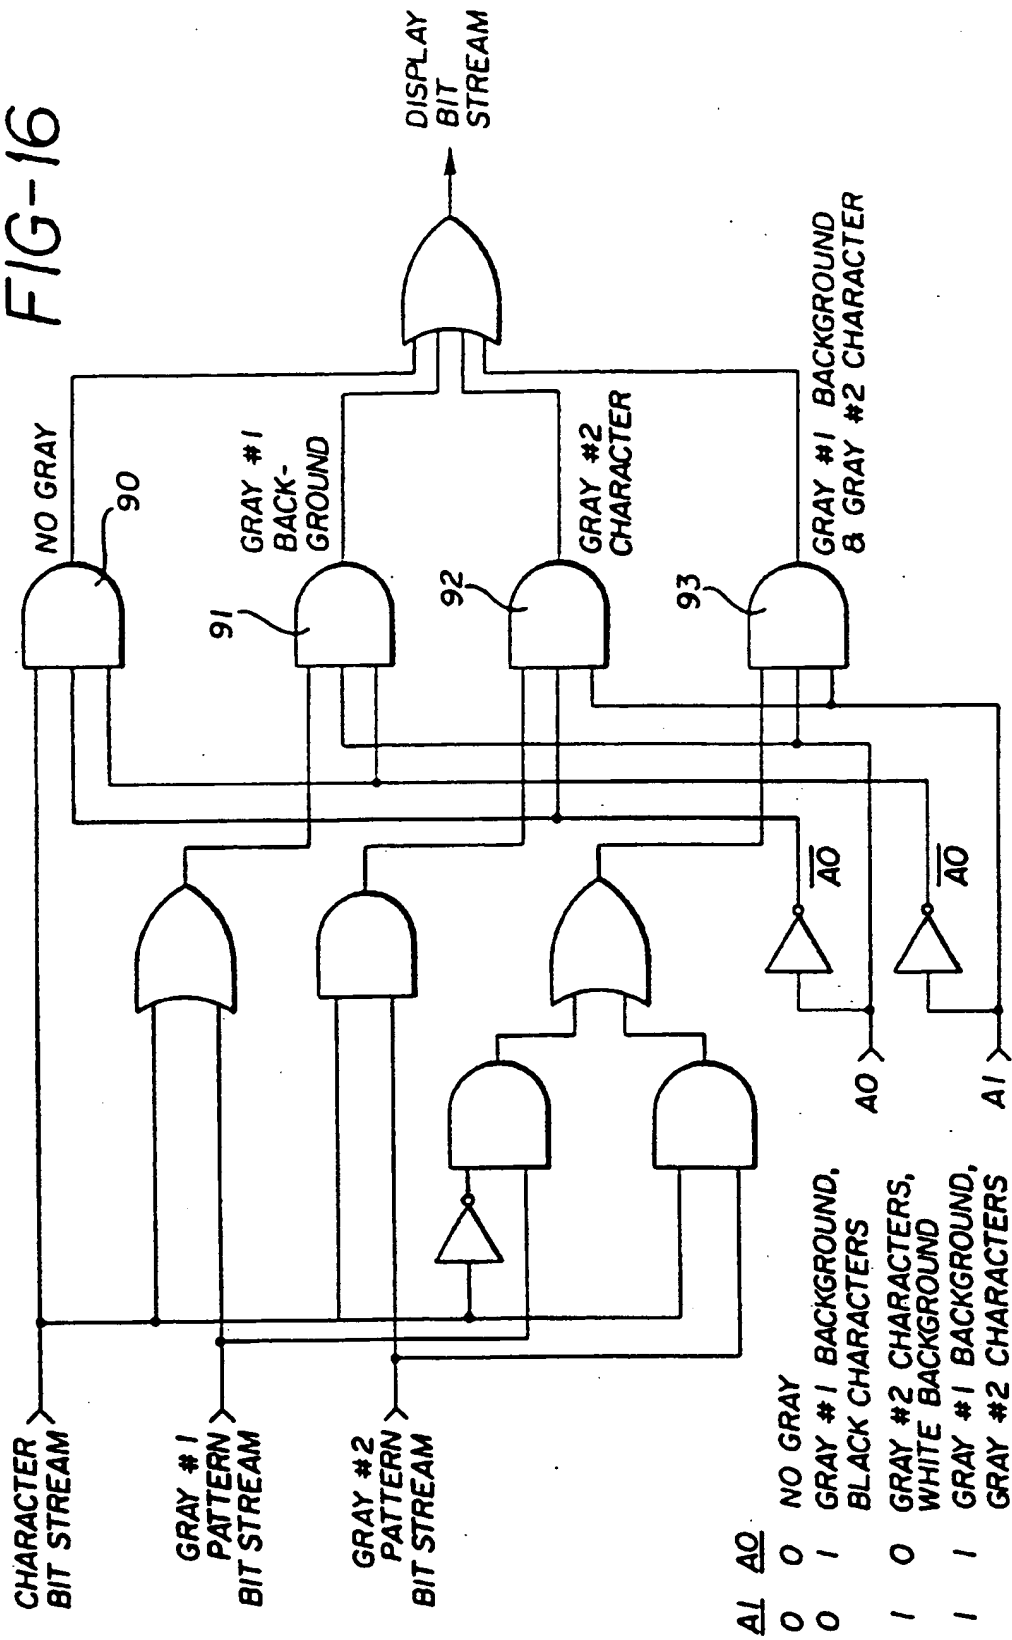 FIG-16
CHARACTER
BIT STREAM
GRAY #1
PATTERN
BIT STREAM
GRAY #2
PATTERN
BIT STREAM
NO GRAY
90
GRAY #1
BACK-
GROUND
91
GRAY #2
CHARACTER
92
GRAY #1 BACKGROUND
& GRAY #2 CHARACTER
93
DISPLAY
BIT
STREAM
A0
A0
A0
A1
A1 A0
0 0 NO GRAY
0 1 GRAY #1 BACKGROUND,
BLACK CHARACTERS
1 0 GRAY #2 CHARACTERS,
WHITE BACKGROUND
1 1 GRAY #1 BACKGROUND,
GRAY #2 CHARACTERS